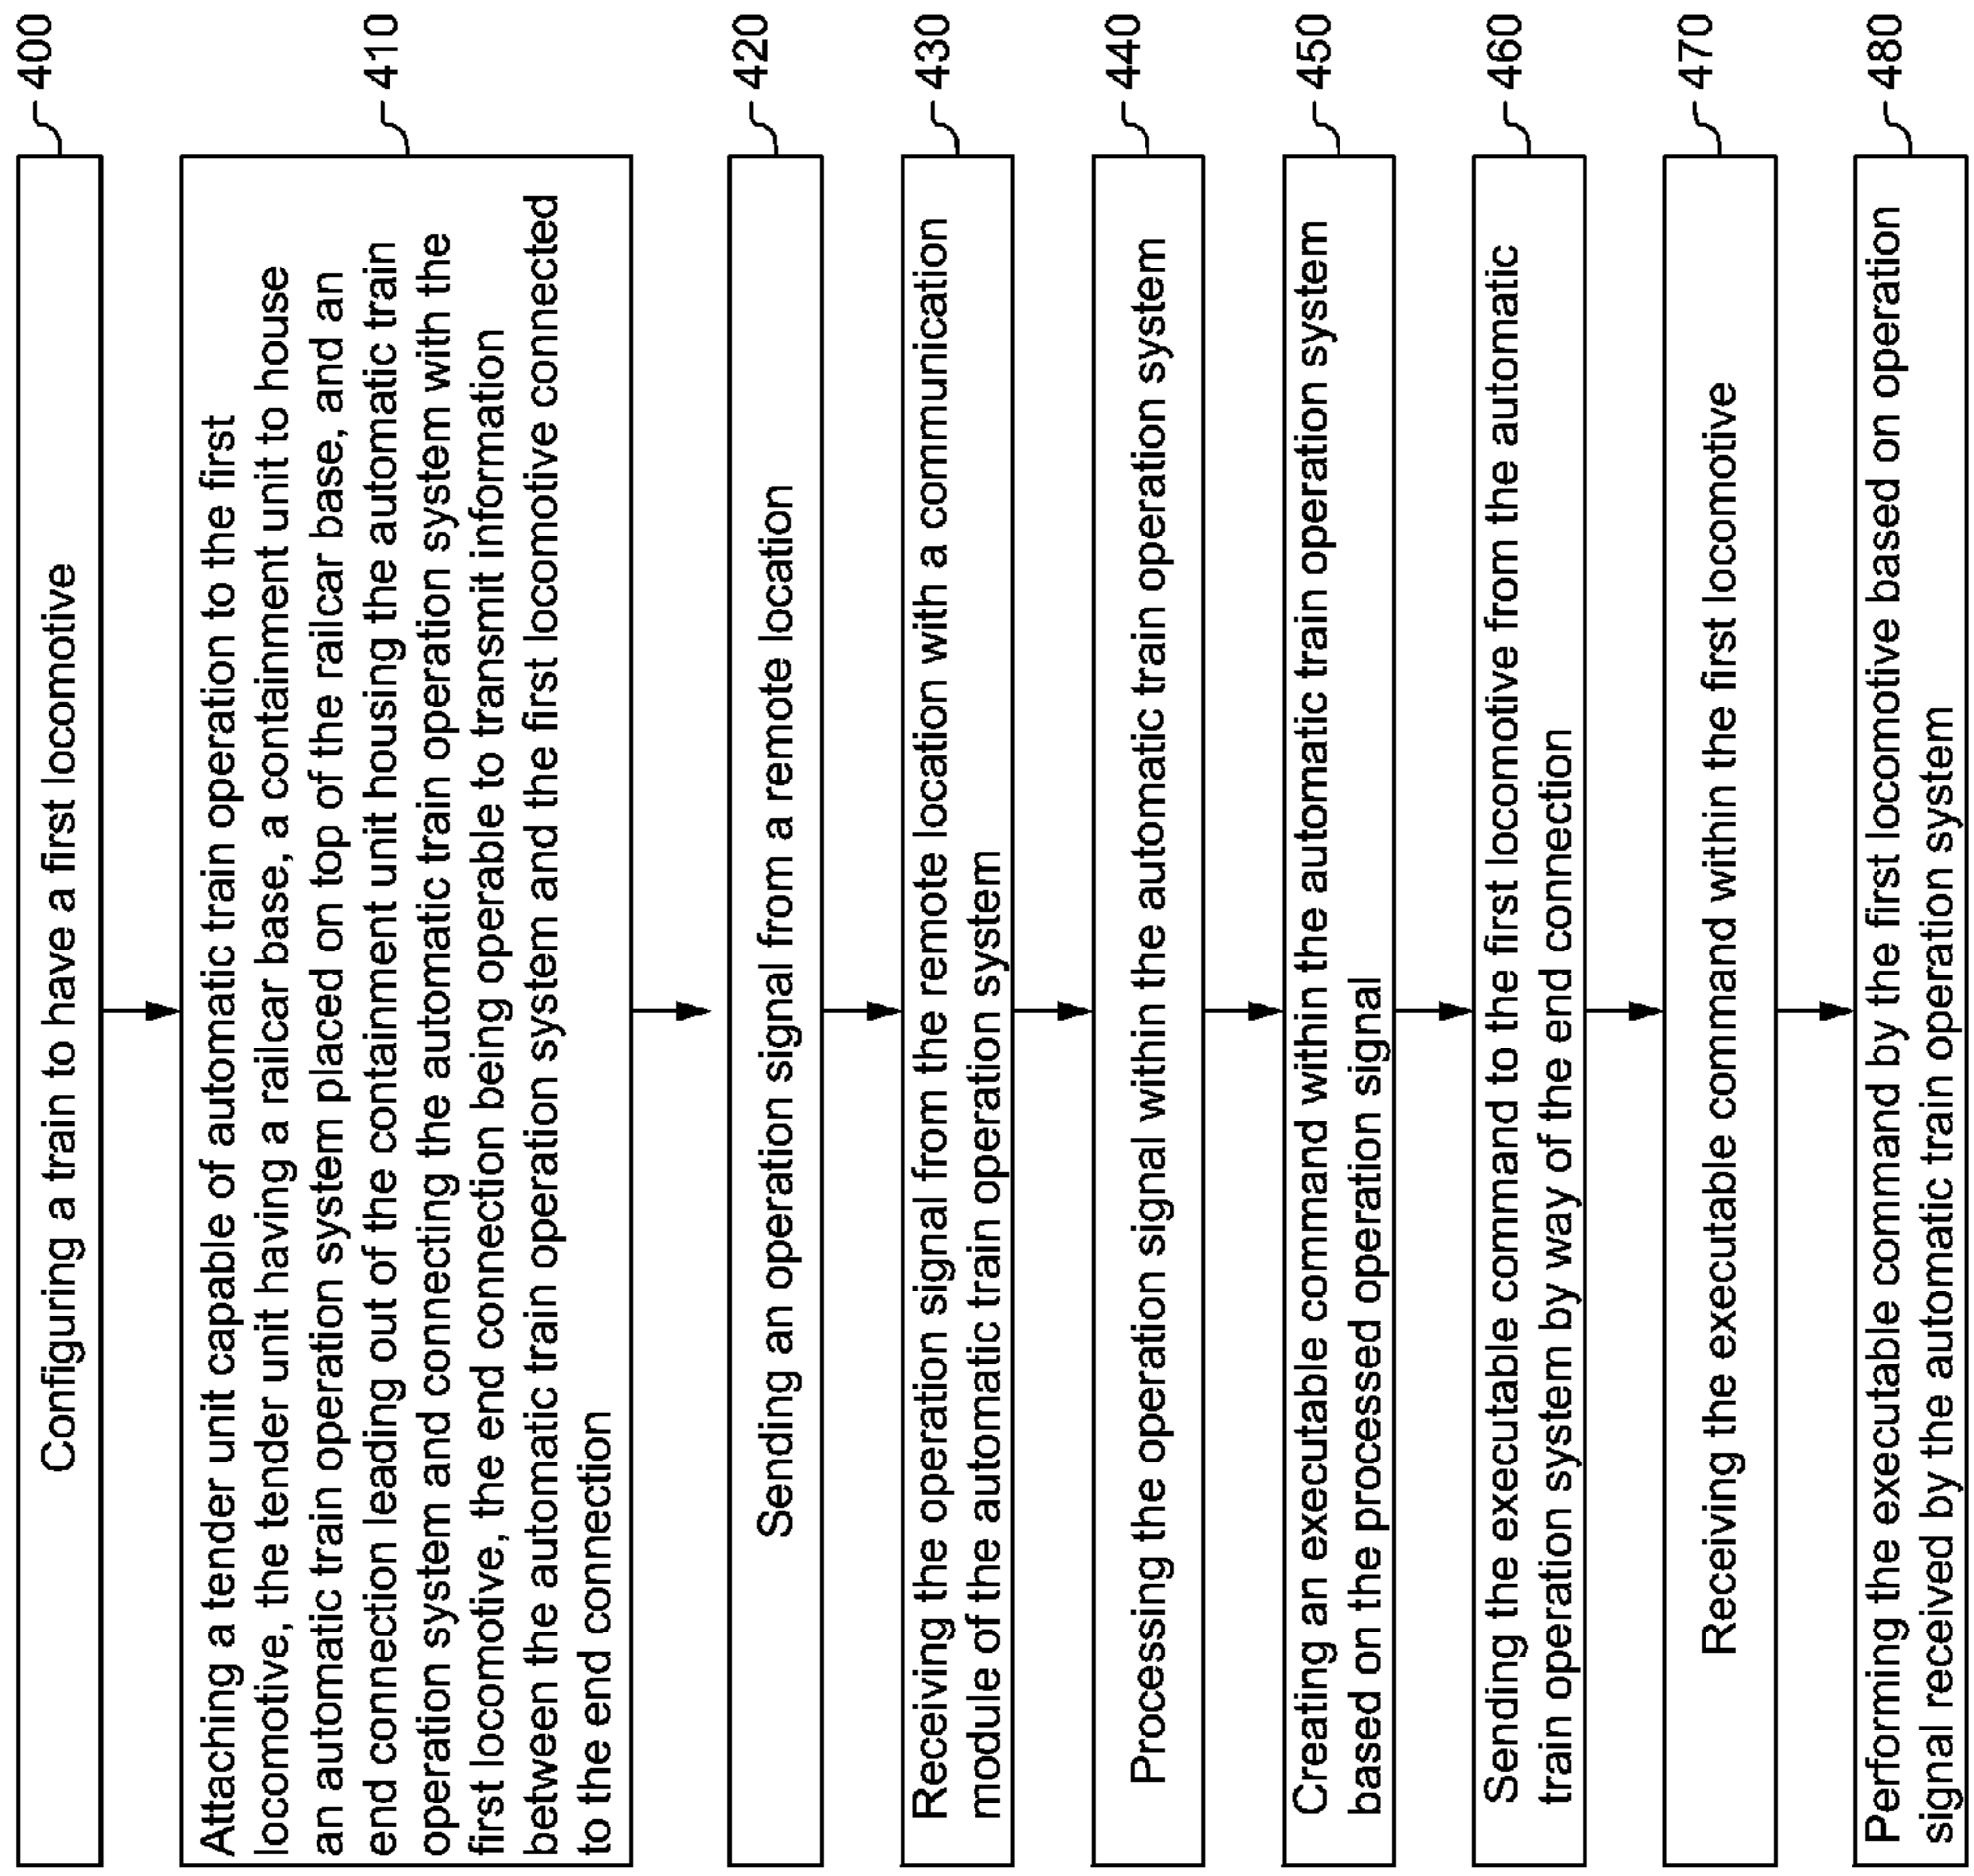 Configuring a train to have a first locomotive
400
Attaching a tender unit capable of automatic train operation to the first
locomotive, the tender unit having a railcar base, a containment unit to house
an automatic train operation system placed on top of the railcar base, and an
end connection leading out of the containment unit housing the automatic train
operation system and connecting the automatic train operation system with the
first locomotive, the end connection being operable to transmit information
between the automatic train operation system and the first locomotive connected
to the end connection
410
Sending an operation signal from a remote location
420
Receiving the operation signal from the remote location with a communication
module of the automatic train operation system
430
Processing the operation signal within the automatic train operation system
440
Creating an executable command within the automatic train operation system
based on the processed operation signal
450
Sending the executable command to the first locomotive from the automatic
train operation system by way of the end connection
460
Receiving the executable command within the first locomotive
470
Performing the executable command by the first locomotive based on operation
signal received by the automatic train operation system
480